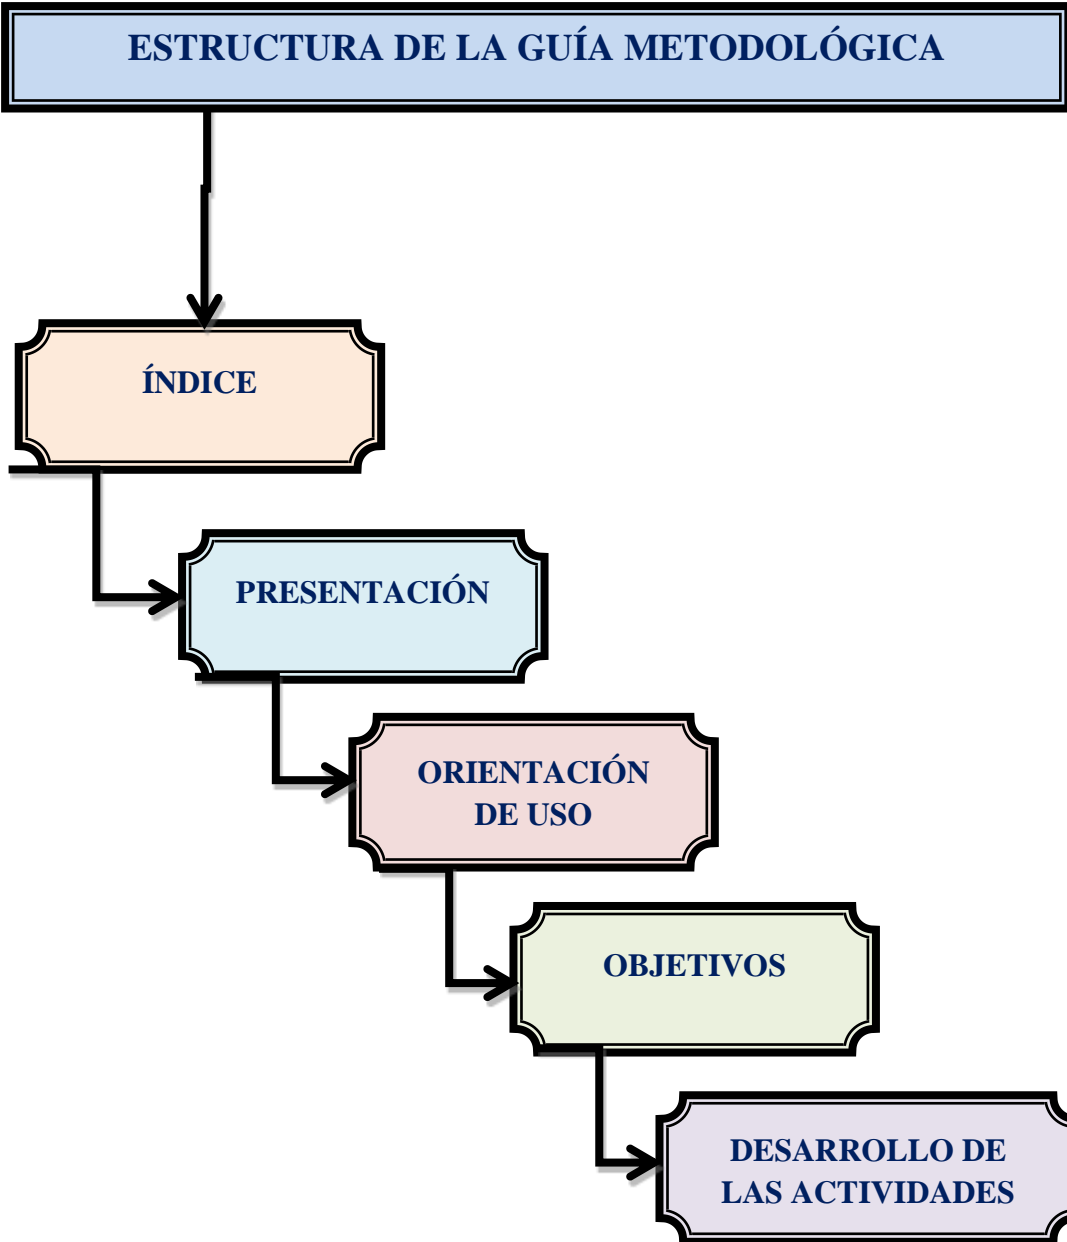 ESTRUCTURA DE LA GUÍA METODOLÓGICA
ÍNDICE
PRESENTACIÓN
ORIENTACIÓN
DE USO
OBJETIVOS
DESARROLLO DE
LAS ACTIVIDADES